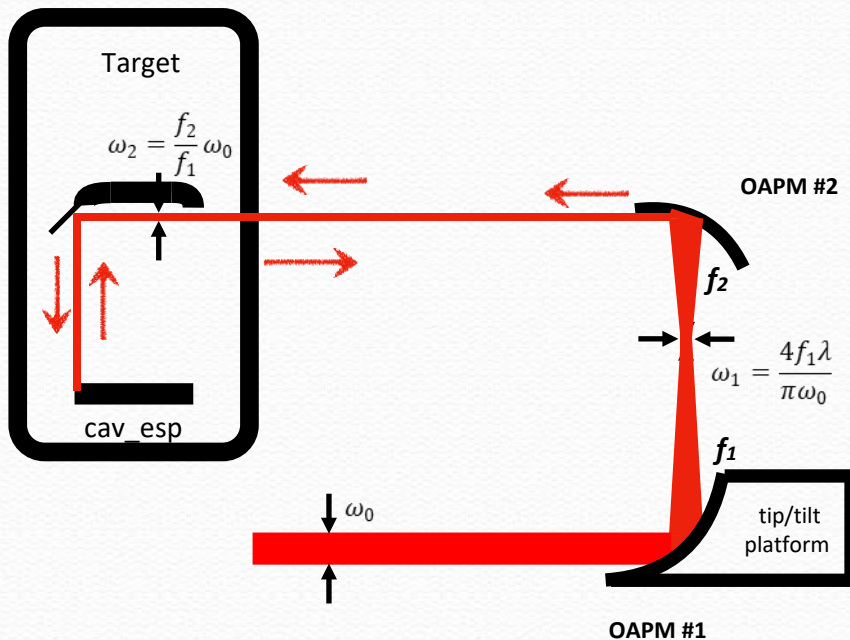 Target
ω₂ = f₂/f₁ ω₀
OAPM #2
f₂
ω₁ = 4f₁λ/πω₀
cav_esp
f₁
ω₀
tip/tilt
platform
OAPM #1